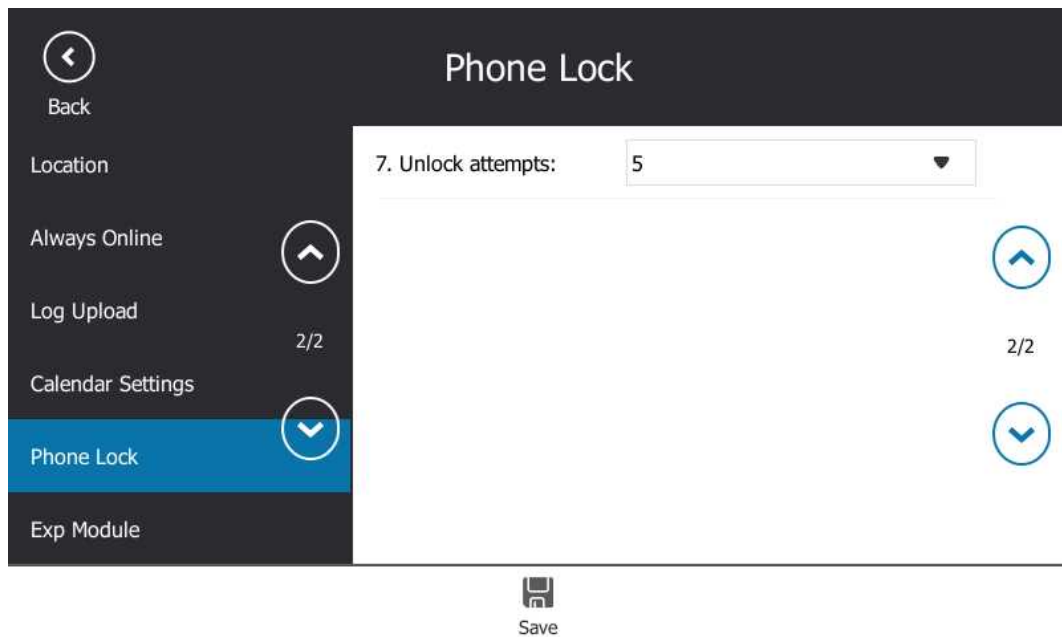 Phone Lock
Back
Location
Always Online
Log Upload
2/2
Calendar Settings
Phone Lock
Exp Module
7. Unlock attempts: 5
2/2
Save